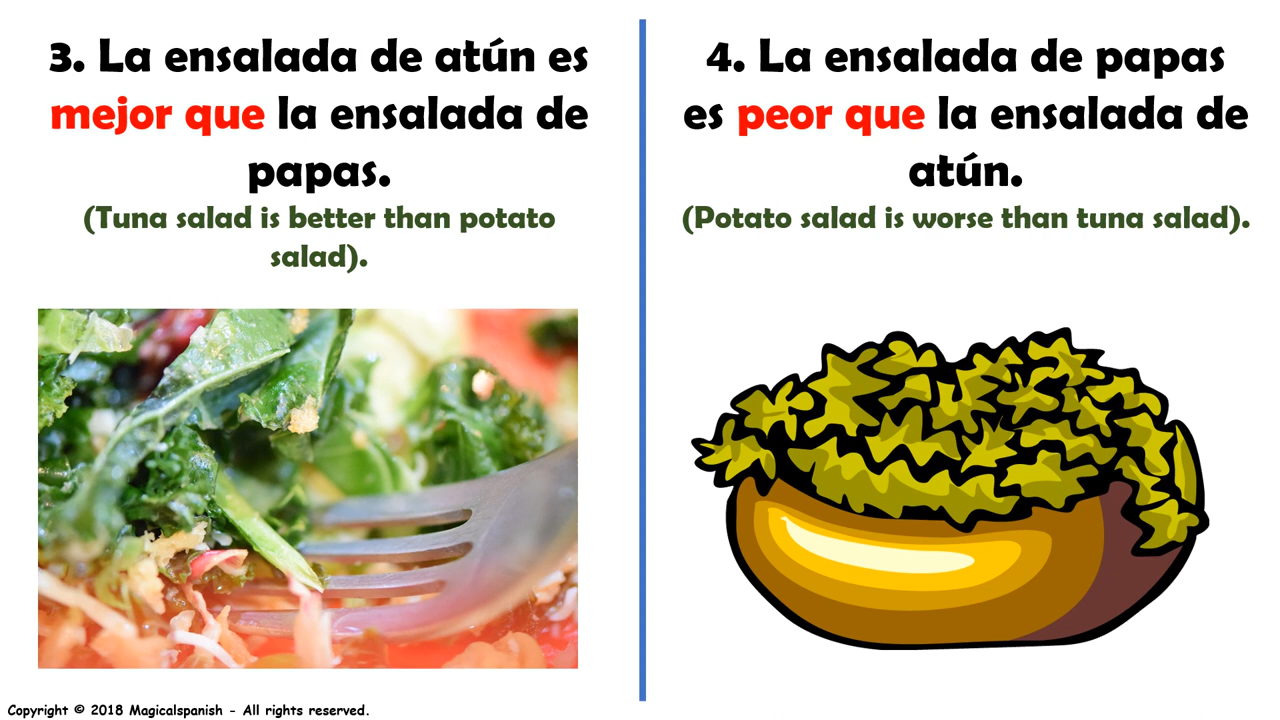 3. La ensalada de atún es
mejor que la ensalada de
papas.
(Tuna salad is better than potato
salad).
4. La ensalada de papas
es peor que la ensalada de
atún.
(Potato salad is worse than tuna salad).
Copyright © 2018 Magicalspanish - All rights reserved.